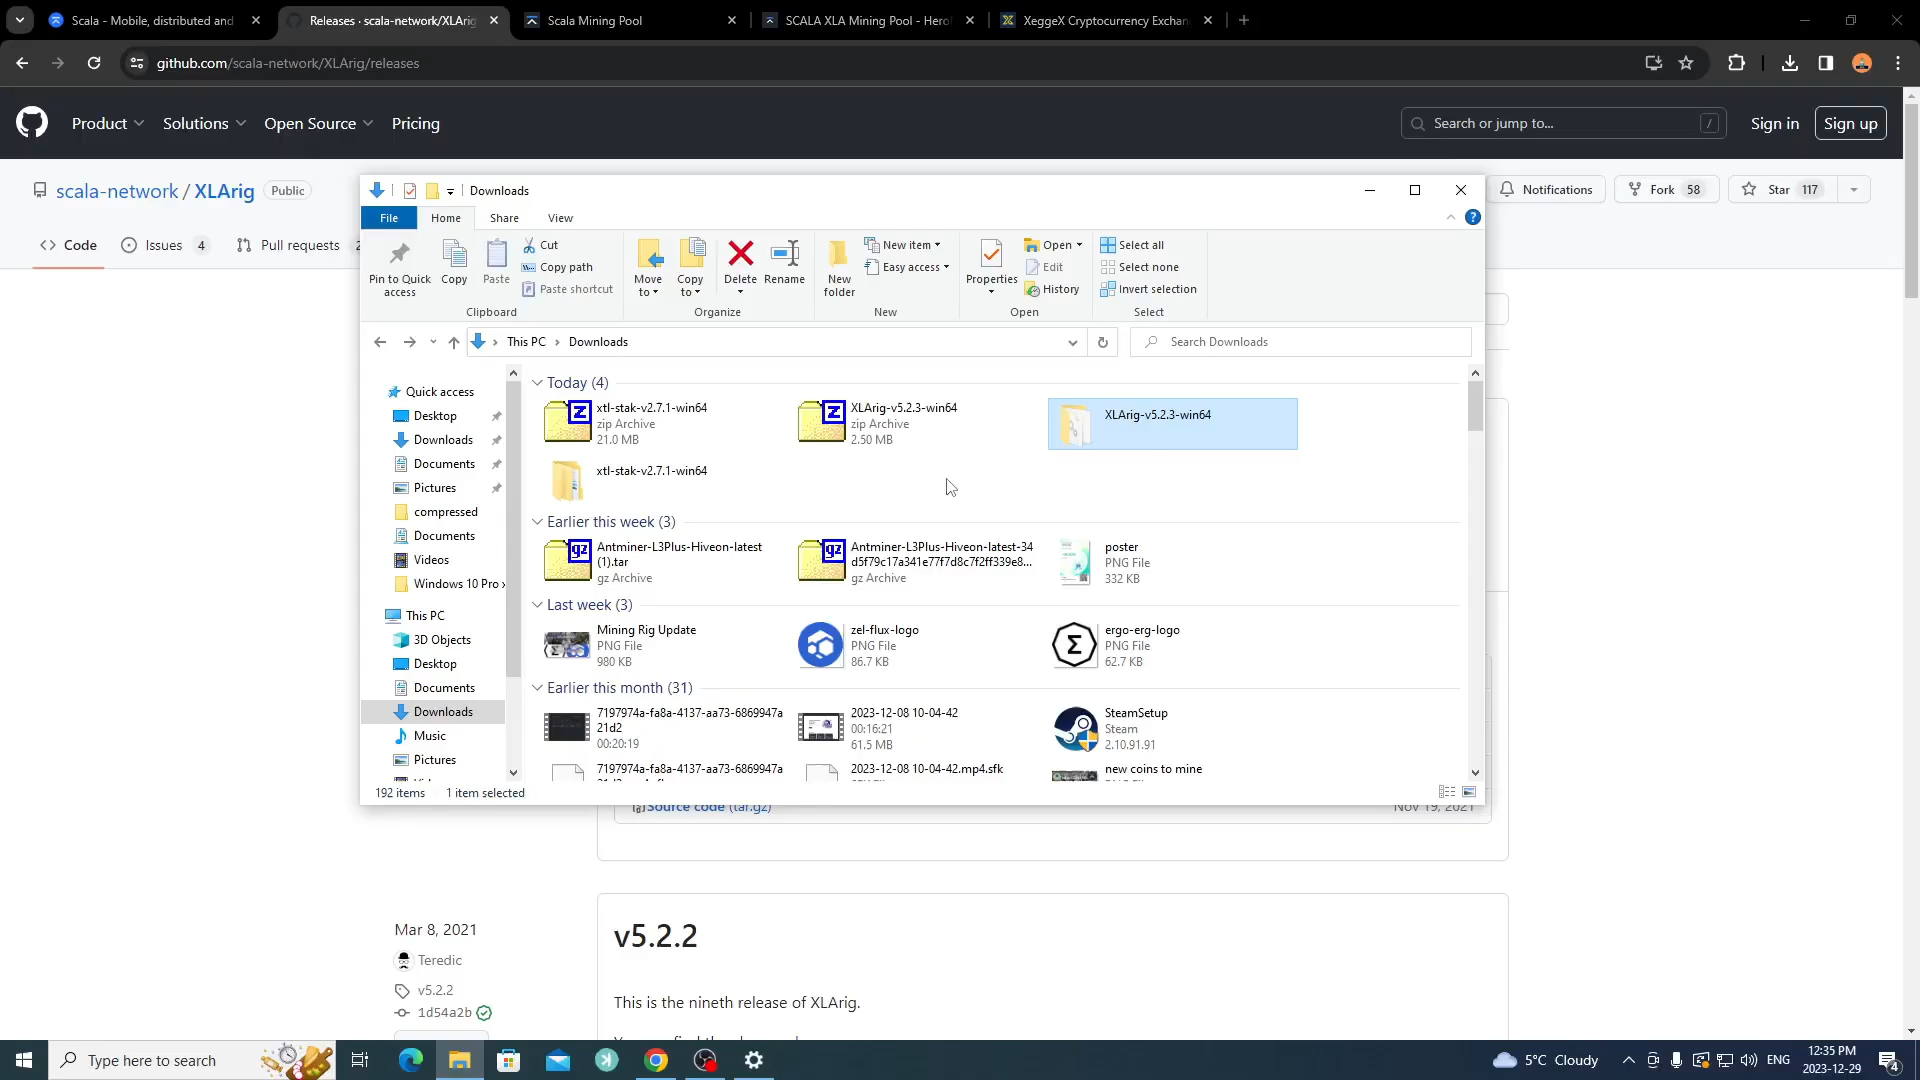 Scala - Mobile, distributed and
Releases · scala-network/XLArig
Scala Mining Pool
SCALA XLA Mining Pool - Hero
XeggeX Cryptocurrency Exchan
github.com/scala-network/XLArig/releases
Product
Solutions
Open Source
Pricing
Search or jump to...
/
Sign in
Sign up
scala-network / XLArig
Public
Notifications
Fork 58
Star 117
Code
Issues 4
Pull requests 2
Downloads
File
Home
Share
View
Pin to Quick
access
Copy
Paste
Cut
Copy path
Paste shortcut
Clipboard
Move
to
Copy
to
Delete
Rename
Organize
New
folder
New item
Easy access
New
Properties
Open
Edit
History
Open
Select all
Select none
Invert selection
Select
This PC
Downloads
Search Downloads
Quick access
Desktop
Downloads
Documents
Pictures
compressed
Documents
Videos
Windows 10 Pro x
This PC
3D Objects
Desktop
Documents
Downloads
Music
Pictures
Today (4)
xtl-stak-v2.7.1-win64
zip Archive
21.0 MB
XLArig-v5.2.3-win64
zip Archive
2.50 MB
XLArig-v5.2.3-win64
xtl-stak-v2.7.1-win64
Earlier this week (3)
Antminer-L3Plus-Hiveon-latest
(1).tar
gz Archive
Antminer-L3Plus-Hiveon-latest-34
d5f79c17a341e77f7d8c7f2ff339e8...
gz Archive
poster
PNG File
332 KB
Last week (3)
Mining Rig Update
PNG File
980 KB
zel-flux-logo
PNG File
86.7 KB
ergo-erg-logo
PNG File
62.7 KB
Earlier this month (31)
7197974a-fa8a-4137-aa73-6869947a
21d2
00:20:19
2023-12-08 10-04-42
00:16:21
61.5 MB
SteamSetup
Steam
2.10.91.91
7197974a-fa8a-4137-aa73-6869947a
2023-12-08 10-04-42.mp4.sfk
new coins to mine
192 items
1 item selected
Source code (tar.gz)
Nov 19, 2021
Mar 8, 2021
Teredic
v5.2.2
1d54a2b
v5.2.2
This is the nineth release of XLArig.
Type here to search
5°C Cloudy
ENG
12:35 PM
2023-12-29
4